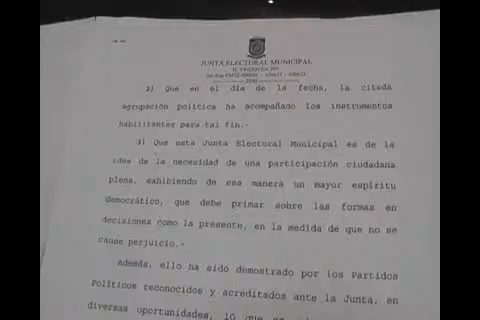 JUNTA ELECTORAL MUNICIPAL
2) Que en el día de la fecha, la citada
agrupación política ha acompañado los instrumentos
habilitantes para tal fin.-
3) Que esta Junta Electoral Municipal es de la
idea de la necesidad de una participación ciudadana
plena, exhibiendo de esa manera un mayor espíritu
democrático, que debe primar sobre las formas en
decisiones como la presente, en la medida de que no se
cause perjuicio.-
Además, ello ha sido demostrado por los Partidos
Políticos reconocidos y acreditados ante la Junta, en
diversas oportunidades, lo que